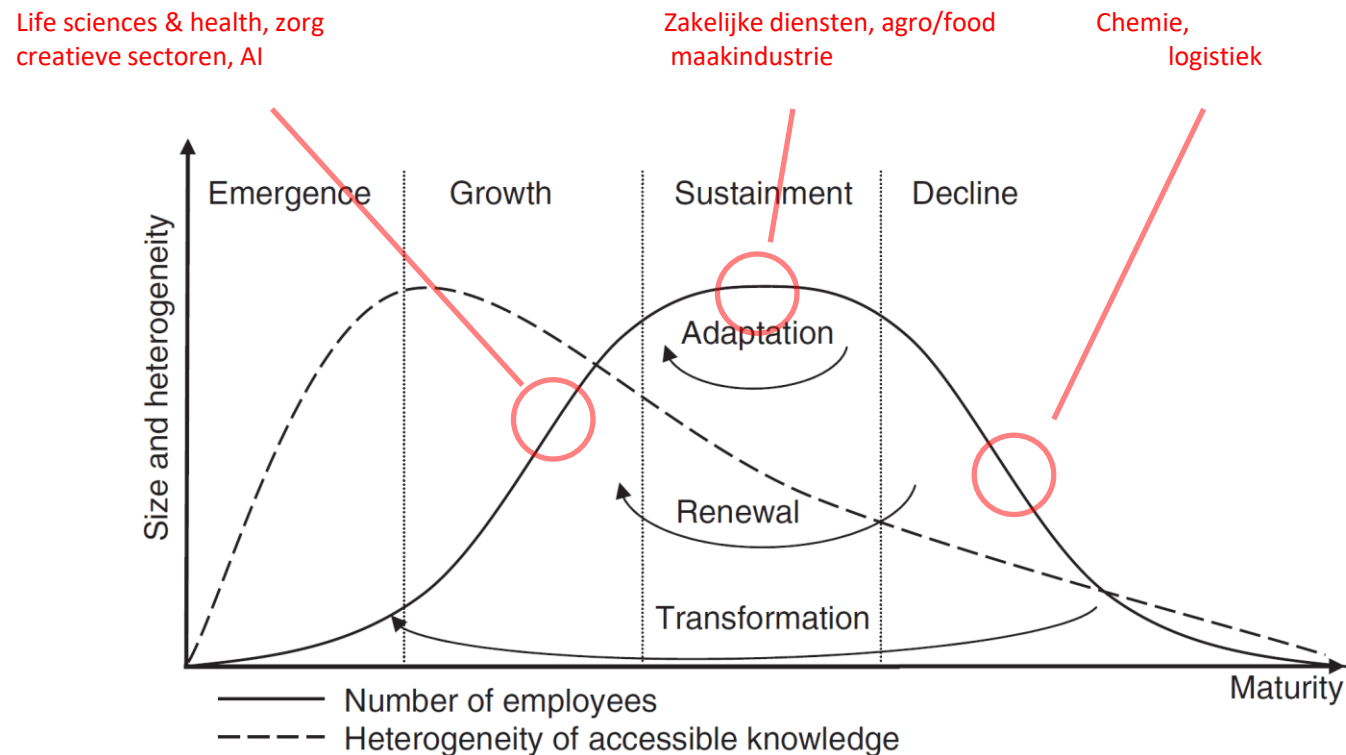 Life sciences & health, zorg
creatieve sectoren, AI
Zakelijke diensten, agro/food
maakindustrie
Chemie,
logistiek
Emergence
Growth
Sustainment
Decline
Size and heterogeneity
Adaptation
Renewal
Transformation
Maturity
Number of employees
Heterogeneity of accessible knowledge